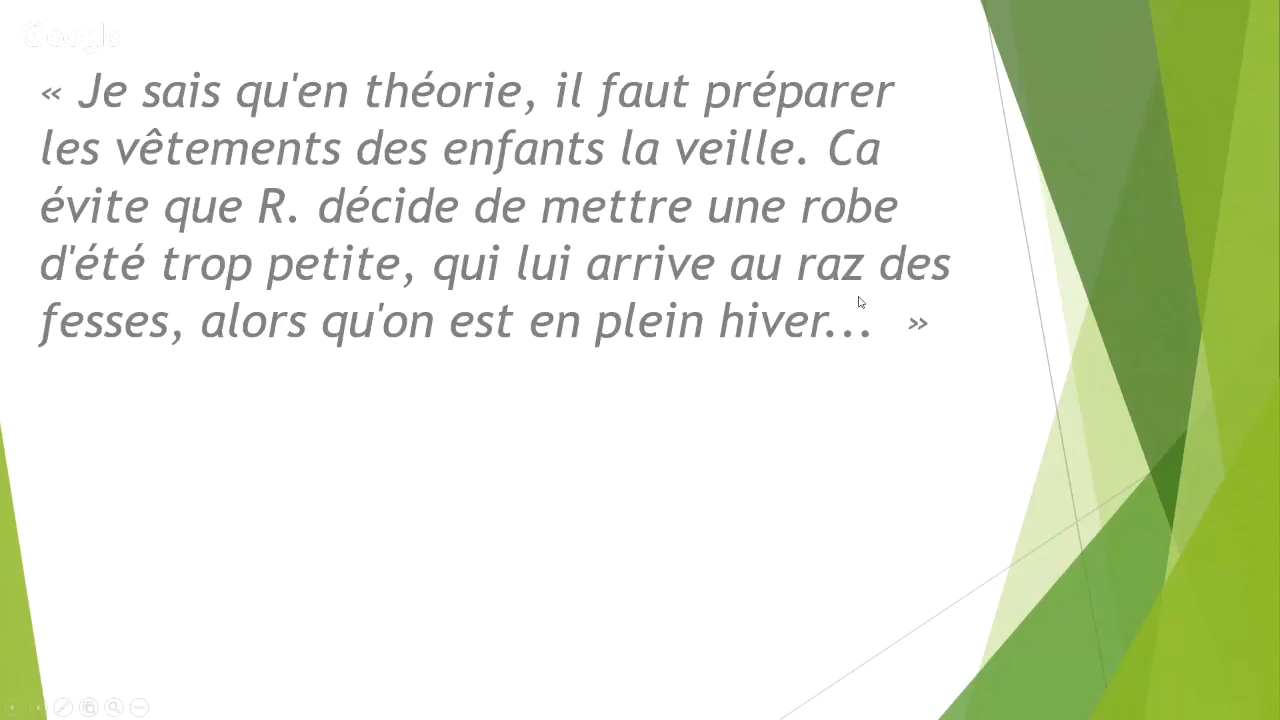 Google
« Je sais qu'en théorie, il faut préparer
les vêtements des enfants la veille. Ca
évite que R. décide de mettre une robe
d'été trop petite, qui lui arrive au raz des
fesses, alors qu'on est en plein hiver... »